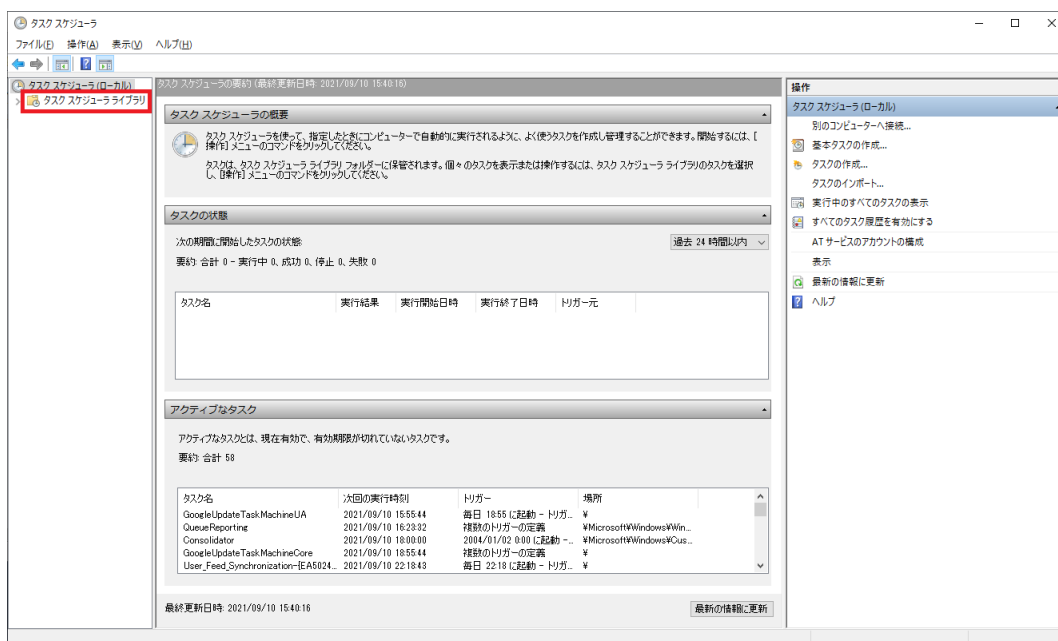 タスク スケジューラ
ファイル(F) 操作(A) 表示(V) ヘルプ(H)
タスク スケジューラ (ローカル)
タスク スケジューラ ライブラリ
タスク スケジューラの要約 (最終更新日時: 2021/09/10 15:40:16)
タスク スケジューラの概要
タスク スケジューラを使って、指定したときにコンピューターで自動的に実行されるように、よく使うタスクを作成し管理することができます。開始するには、[
操作] メニューのコマンドをクリックしてください。
タスクは、タスク スケジューラ ライブラリ フォルダーに保管されます。個々のタスクを表示または操作するには、タスク スケジューラ ライブラリのタスクを選択
し、[操作] メニューのコマンドをクリックしてください。
タスクの状態
次の期間に開始したタスクの状態:
過去 24 時間以内
要約: 合計 0 - 実行中 0、成功 0、停止 0、失敗 0
タスク名 実行結果 実行開始日時 実行終了日時 トリガー元
アクティブなタスク
アクティブなタスクとは、現在有効で、有効期限が切れていないタスクです。
要約: 合計 58
タスク名 次回の実行時刻 トリガー 場所
GoogleUpdateTaskMachineUA 2021/09/10 15:55:44 毎日 18:55 に起動 - トリガ... ¥
QueueReporting 2021/09/10 16:23:32 複数のトリガーの定義 ¥Microsoft¥Windows¥Win...
Consolidator 2021/09/10 18:00:00 2004/01/02 0:00 に起動 -... ¥Microsoft¥Windows¥Cus...
GoogleUpdateTaskMachineCore 2021/09/10 18:55:44 複数のトリガーの定義 ¥
User_Feed_Synchronization-{EA5024... 2021/09/10 22:18:43 毎日 22:18 に起動 - トリガ... ¥
最終更新日時: 2021/09/10 15:40:16
最新の情報に更新
操作
タスク スケジューラ (ローカル)
別のコンピューターへ接続...
基本タスクの作成...
タスクの作成...
タスクのインポート...
実行中のすべてのタスクの表示
すべてのタスク履歴を有効にする
AT サービスのアカウントの構成
表示
最新の情報に更新
ヘルプ